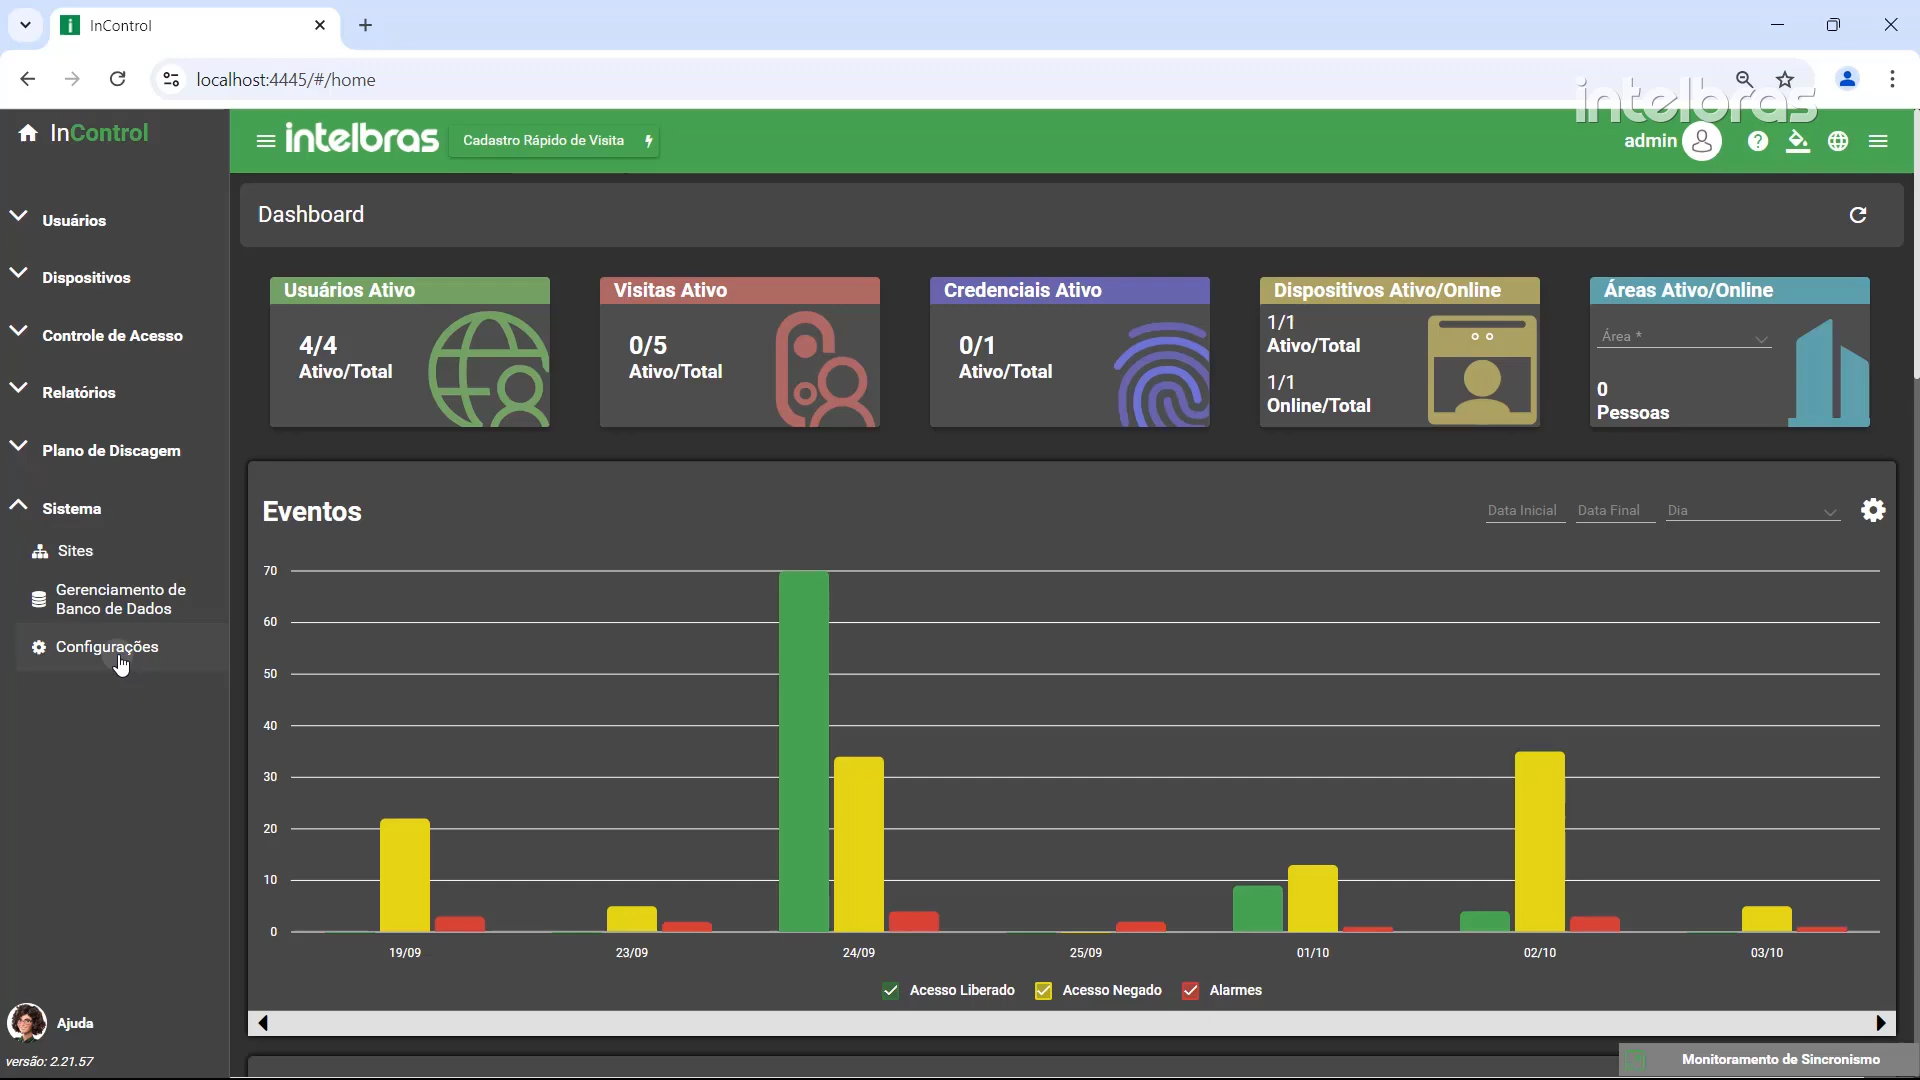 InControl
localhost:4445/#/home
intelbras
InControl
intelbras
Cadastro Rápido de Visita
admin
Usuários
Dispositivos
Controle de Acesso
Relatórios
Plano de Discagem
Sistema
Sites
Gerenciamento de
Banco de Dados
Configurações
Ajuda
versão: 2.21.57
Dashboard
Usuários Ativo
4/4
Ativo/Total
Visitas Ativo
0/5
Ativo/Total
Credenciais Ativo
0/1
Ativo/Total
Dispositivos Ativo/Online
1/1
Ativo/Total
1/1
Online/Total
Áreas Ativo/Online
Área *
0
Pessoas
Eventos
Data Inicial
Data Final
Dia
70
60
50
40
30
20
10
0
19/09
23/09
24/09
25/09
01/10
02/10
03/10
Acesso Liberado
Acesso Negado
Alarmes
Monitoramento de Sincronismo